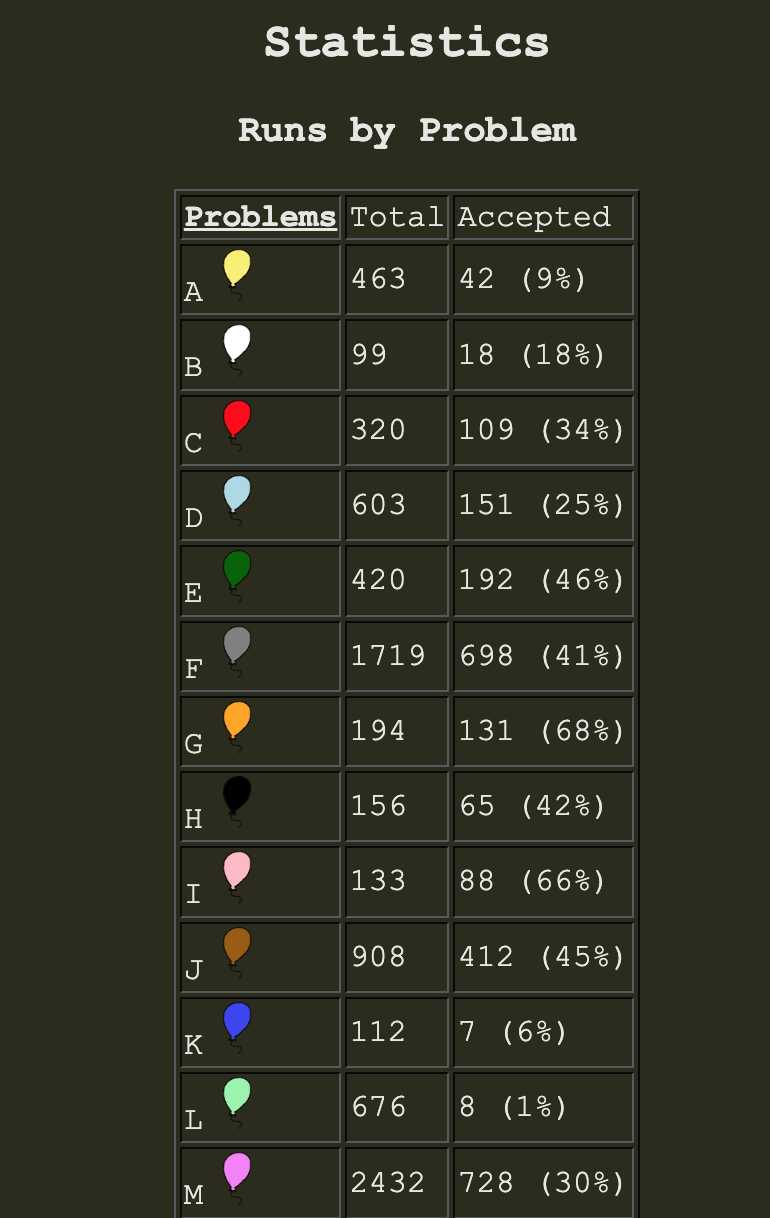 Statistics
Runs by Problem
Problems Total Accepted
A 463 42 (9%)
B 99 18 (18%)
C 320 109 (34%)
D 603 151 (25%)
E 420 192 (46%)
F 1719 698 (41%)
G 194 131 (68%)
H 156 65 (42%)
I 133 88 (66%)
J 908 412 (45%)
K 112 7 (6%)
L 676 8 (1%)
M 2432 728 (30%)